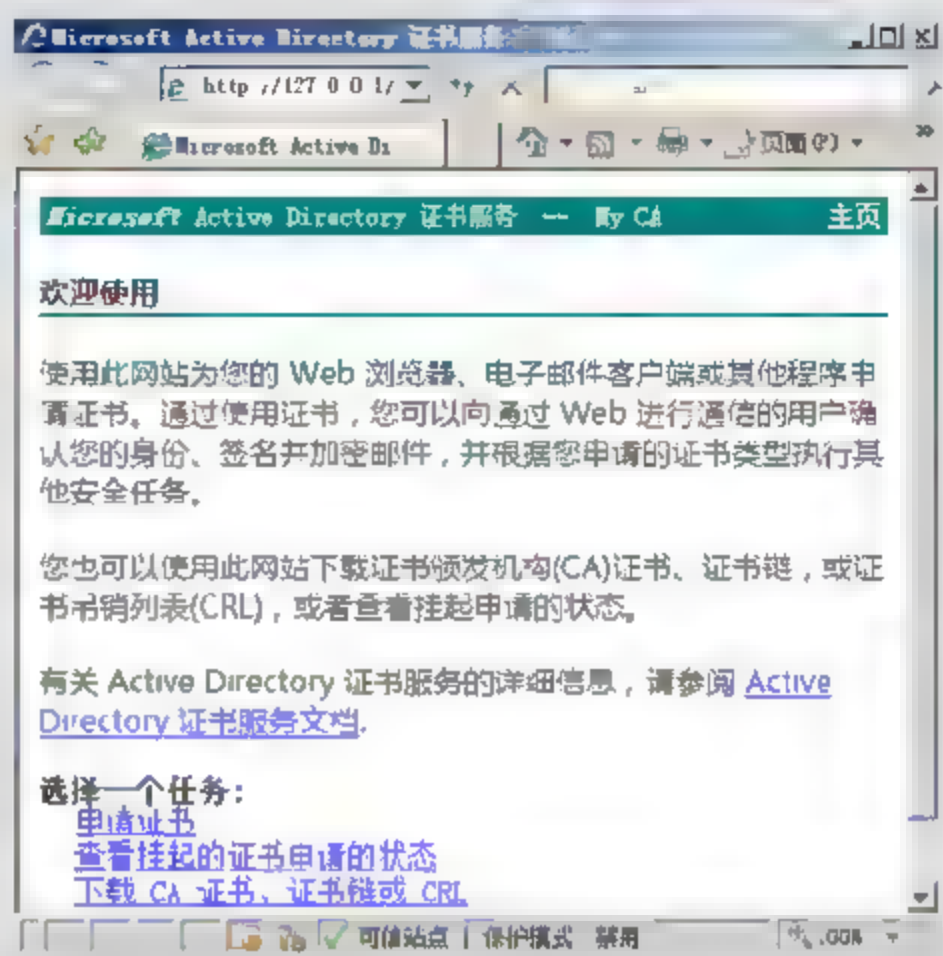 Microsoft Active Directory 证书服务
http://127.0.0.1/
Microsoft Active Di
页面(P)
Microsoft Active Directory 证书服务 -- My CA 主页
欢迎使用
使用此网站为您的 Web 浏览器、电子邮件客户端或其他程序申
请证书。通过使用证书，您可以向通过 Web 进行通信的用户确
认您的身份、签名并加密邮件，并根据您申请的证书类型执行其
他安全任务。
您也可以使用此网站下载证书颁发机构(CA)证书、证书链，或证
书吊销列表(CRL)，或者查看挂起申请的状态。
有关 Active Directory 证书服务的详细信息，请参阅 Active
Directory 证书服务文档.
选择一个任务:
申请证书
查看挂起的证书申请的状态
下载 CA 证书、证书链或 CRL
可信站点 | 保护模式 禁用